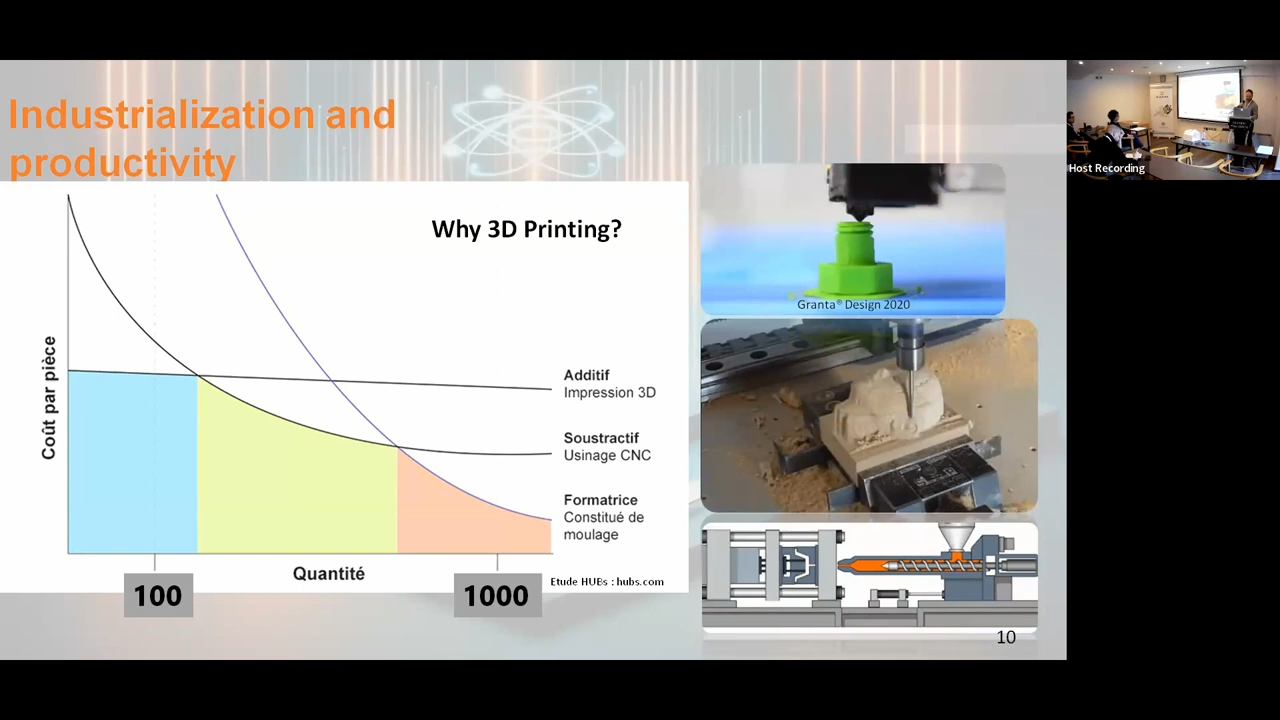 Industrialization and
productivity
Why 3D Printing?
Coût par pièce
Additif
Impression 3D
Soustractif
Usinage CNC
Formatrice
Constitué de
moulage
Quantité
Etude HUBs : hubs.com
100
1000
Granta® Design 2020
10
Host Recording